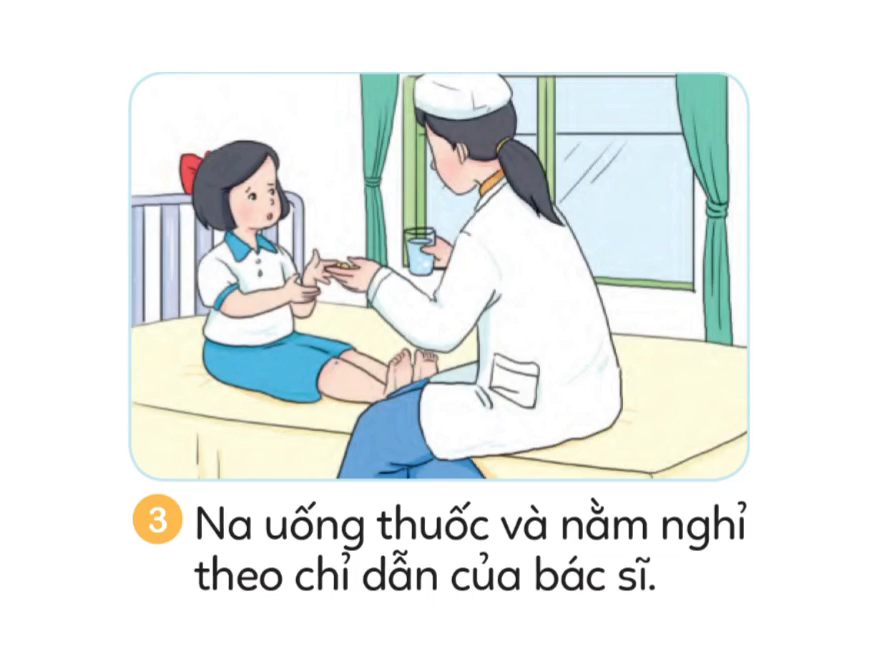 3 Na uống thuốc và nằm nghỉ
theo chỉ dẫn của bác sĩ.